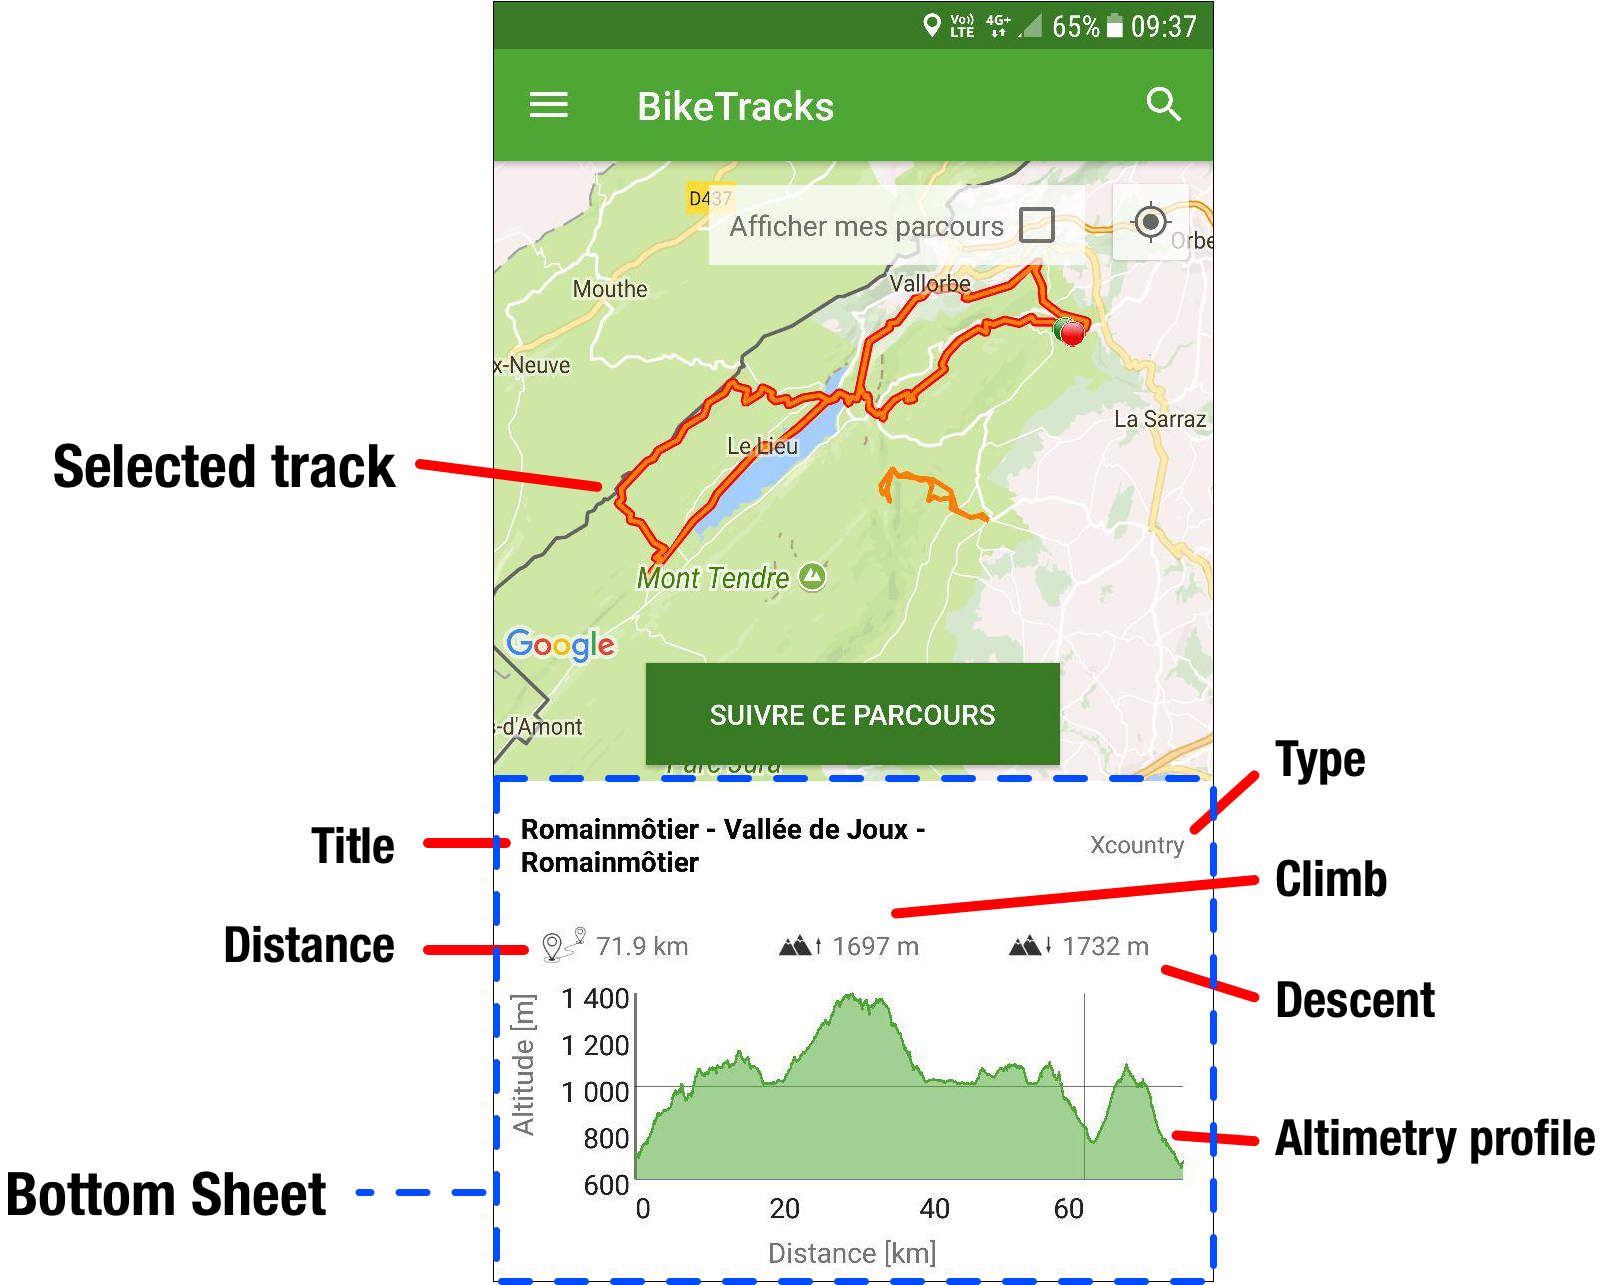 Vo)) LTE 4G+ 65% 09:37
BikeTracks
D437
Afficher mes parcours
Orbe
Vallorbe
Mouthe
x-Neuve
La Sarraz
Selected track
Le Lieu
Mont Tendre
Google
SUIVRE CE PARCOURS
-d'Amont
Parc Jura
Type
Title
Romainmôtier - Vallée de Joux -
Romainmôtier
Xcountry
Climb
Distance
71.9 km
1697 m
1732 m
Descent
Altitude [m]
1 400
1 200
1 000
800
600
Altimetry profile
Bottom Sheet
0 20 40 60
Distance [km]